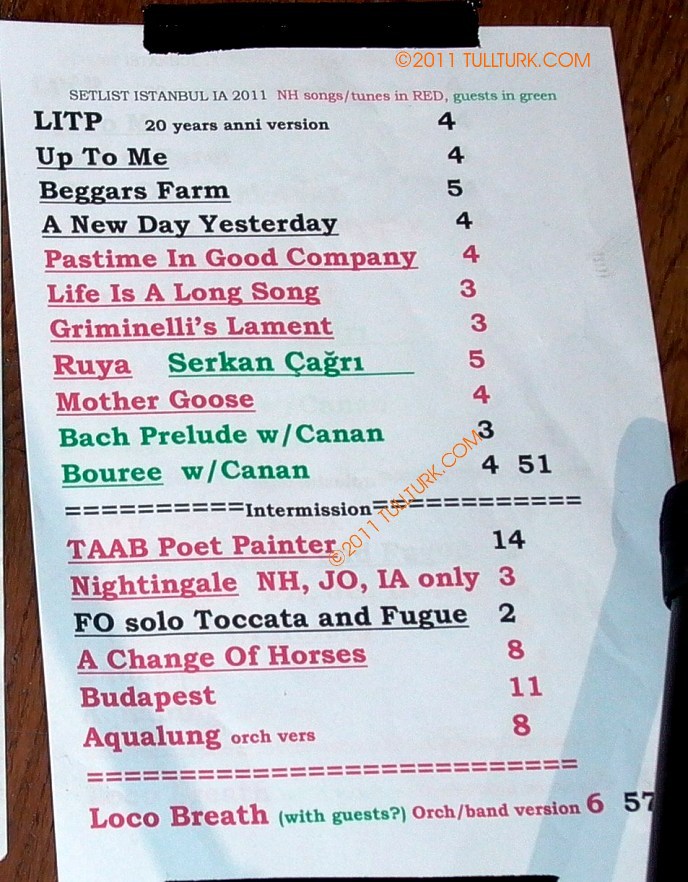 ©2011 TULLTURK.COM
SETLIST ISTANBUL IA 2011 NH songs/tunes in RED, guests in green
LITP 20 years anni version 4
Up To Me 4
Beggars Farm 5
A New Day Yesterday 4
Pastime In Good Company 4
Life Is A Long Song 3
Griminelli's Lament 3
Ruya Serkan Çağrı 5
Mother Goose 4
Bach Prelude w/Canan 3
Bouree w/Canan 4 51
==========Intermission============
©2011 TULLTURK.COM
TAAB Poet Painter 14
Nightingale NH, JO, IA only 3
FO solo Toccata and Fugue 2
A Change Of Horses 8
Budapest 11
Aqualung orch vers 8
============================
Loco Breath (with guests?) Orch/band version 6 57